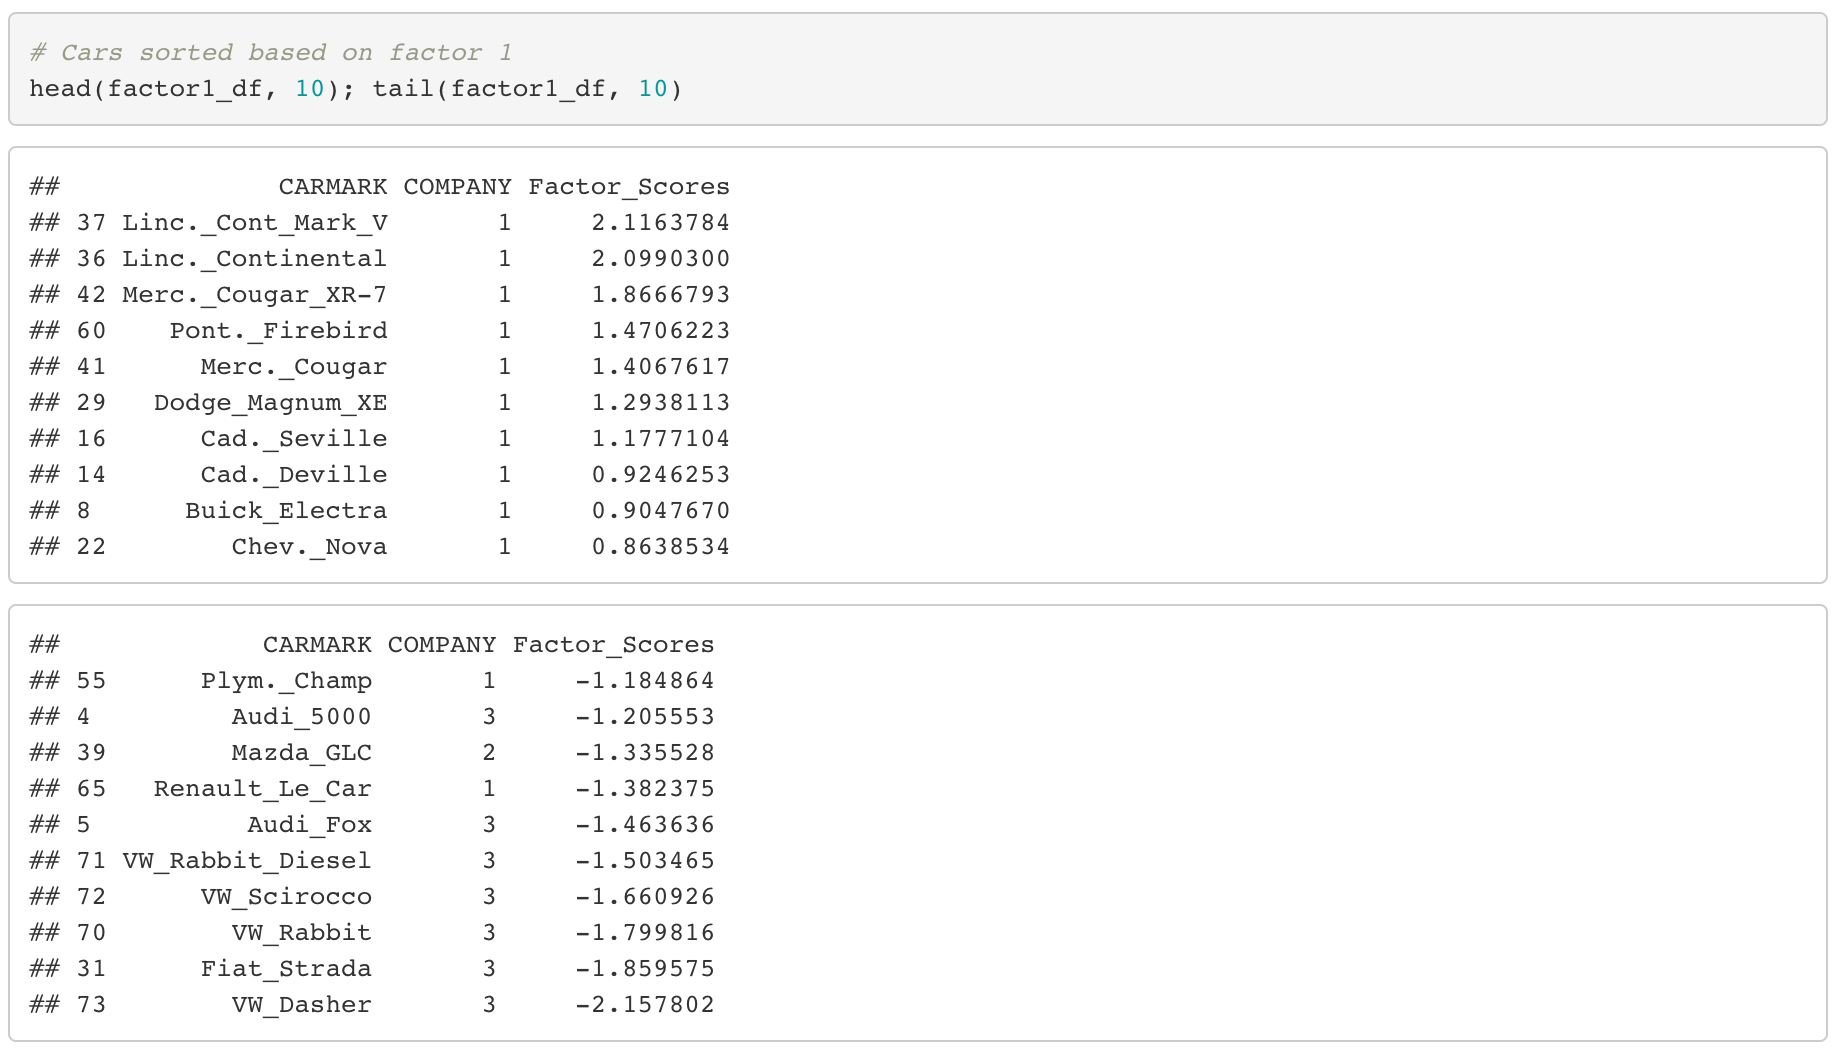 # Cars sorted based on factor 1
head(factor1_df, 10); tail(factor1_df, 10)
##                CARMARK COMPANY Factor_Scores
## 37 Linc._Cont_Mark_V       1     2.1163784
## 36 Linc._Continental       1     2.0990300
## 42 Merc._Cougar_XR-7       1     1.8666793
## 60    Pont._Firebird       1     1.4706223
## 41      Merc._Cougar       1     1.4067617
## 29   Dodge_Magnum_XE       1     1.2938113
## 16      Cad._Seville       1     1.1777104
## 14      Cad._Deville       1     0.9246253
## 8      Buick_Electra       1     0.9047670
## 22        Chev._Nova       1     0.8638534
##               CARMARK COMPANY Factor_Scores
## 55      Plym._Champ       1     -1.184864
## 4         Audi_5000       3     -1.205553
## 39        Mazda_GLC       2     -1.335528
## 65   Renault_Le_Car       1     -1.382375
## 5          Audi_Fox       3     -1.463636
## 71 VW_Rabbit_Diesel       3     -1.503465
## 72      VW_Scirocco       3     -1.660926
## 70        VW_Rabbit       3     -1.799816
## 31      Fiat_Strada       3     -1.859575
## 73        VW_Dasher       3     -2.157802